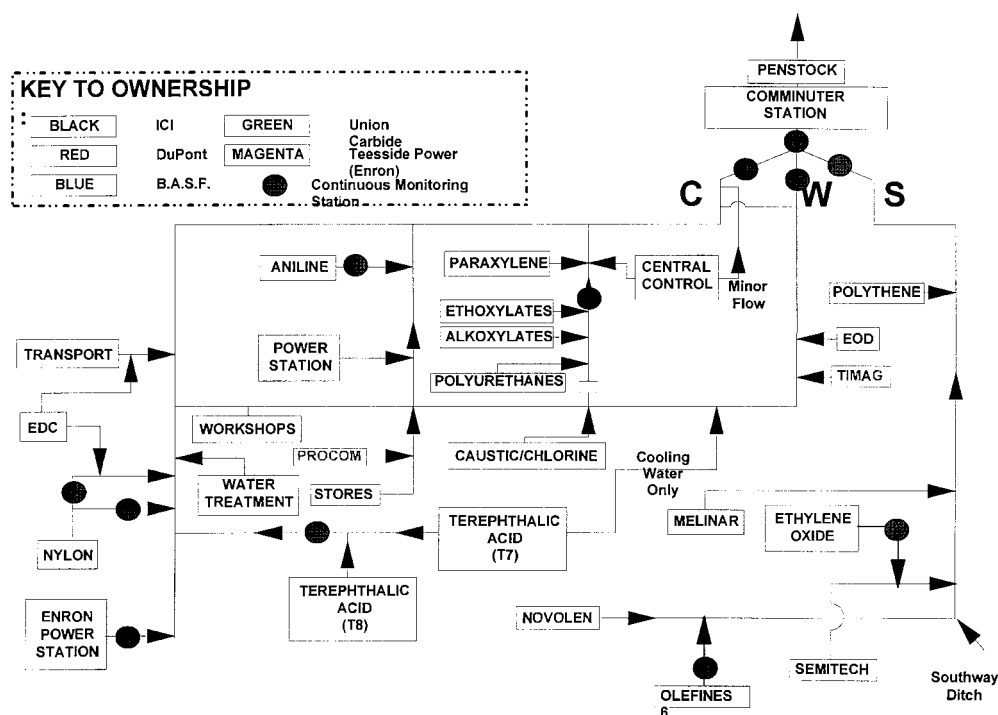 PENSTOCK
COMMINUTER
STATION
KEY TO OWNERSHIP
:
BLACK ICI GREEN Union
Carbide
RED DuPont MAGENTA Teesside Power
(Enron)
BLUE B.A.S.F. Continuous Monitoring
Station
C W S
ANILINE
PARAXYLENE
CENTRAL
CONTROL
Minor
Flow
POLYTHENE
ETHOXYLATES
ALKOXYLATES
POWER
STATION
POLYURETHANES
EOD
TIMAG
TRANSPORT
EDC
WORKSHOPS
PROCOM
CAUSTIC/CHLORINE
Cooling
Water
Only
WATER
TREATMENT
STORES
MELINAR
ETHYLENE
OXIDE
NYLON
TEREPHTHALIC
ACID
(T7)
TEREPHTHALIC
ACID
(T8)
ENRON
POWER
STATION
NOVOLEN
SEMITECH
Southway
Ditch
OLEFINES
6